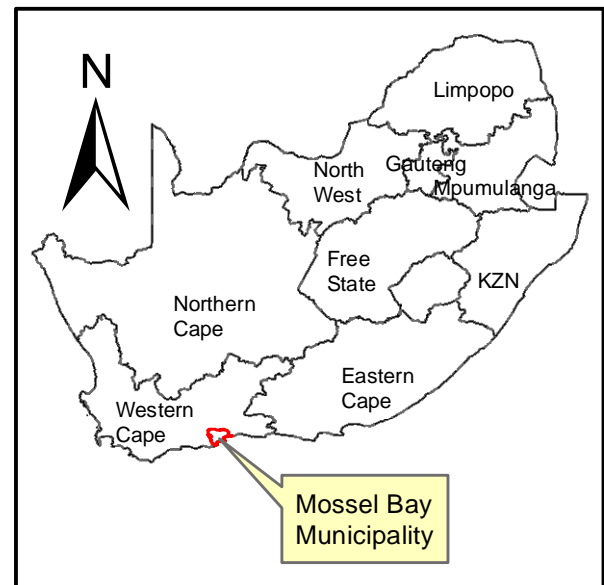 N
Limpopo
North
West
Gauteng
Mpumulanga
Free
State
KZN
Northern
Cape
Eastern
Cape
Western
Cape
Mossel Bay
Municipality